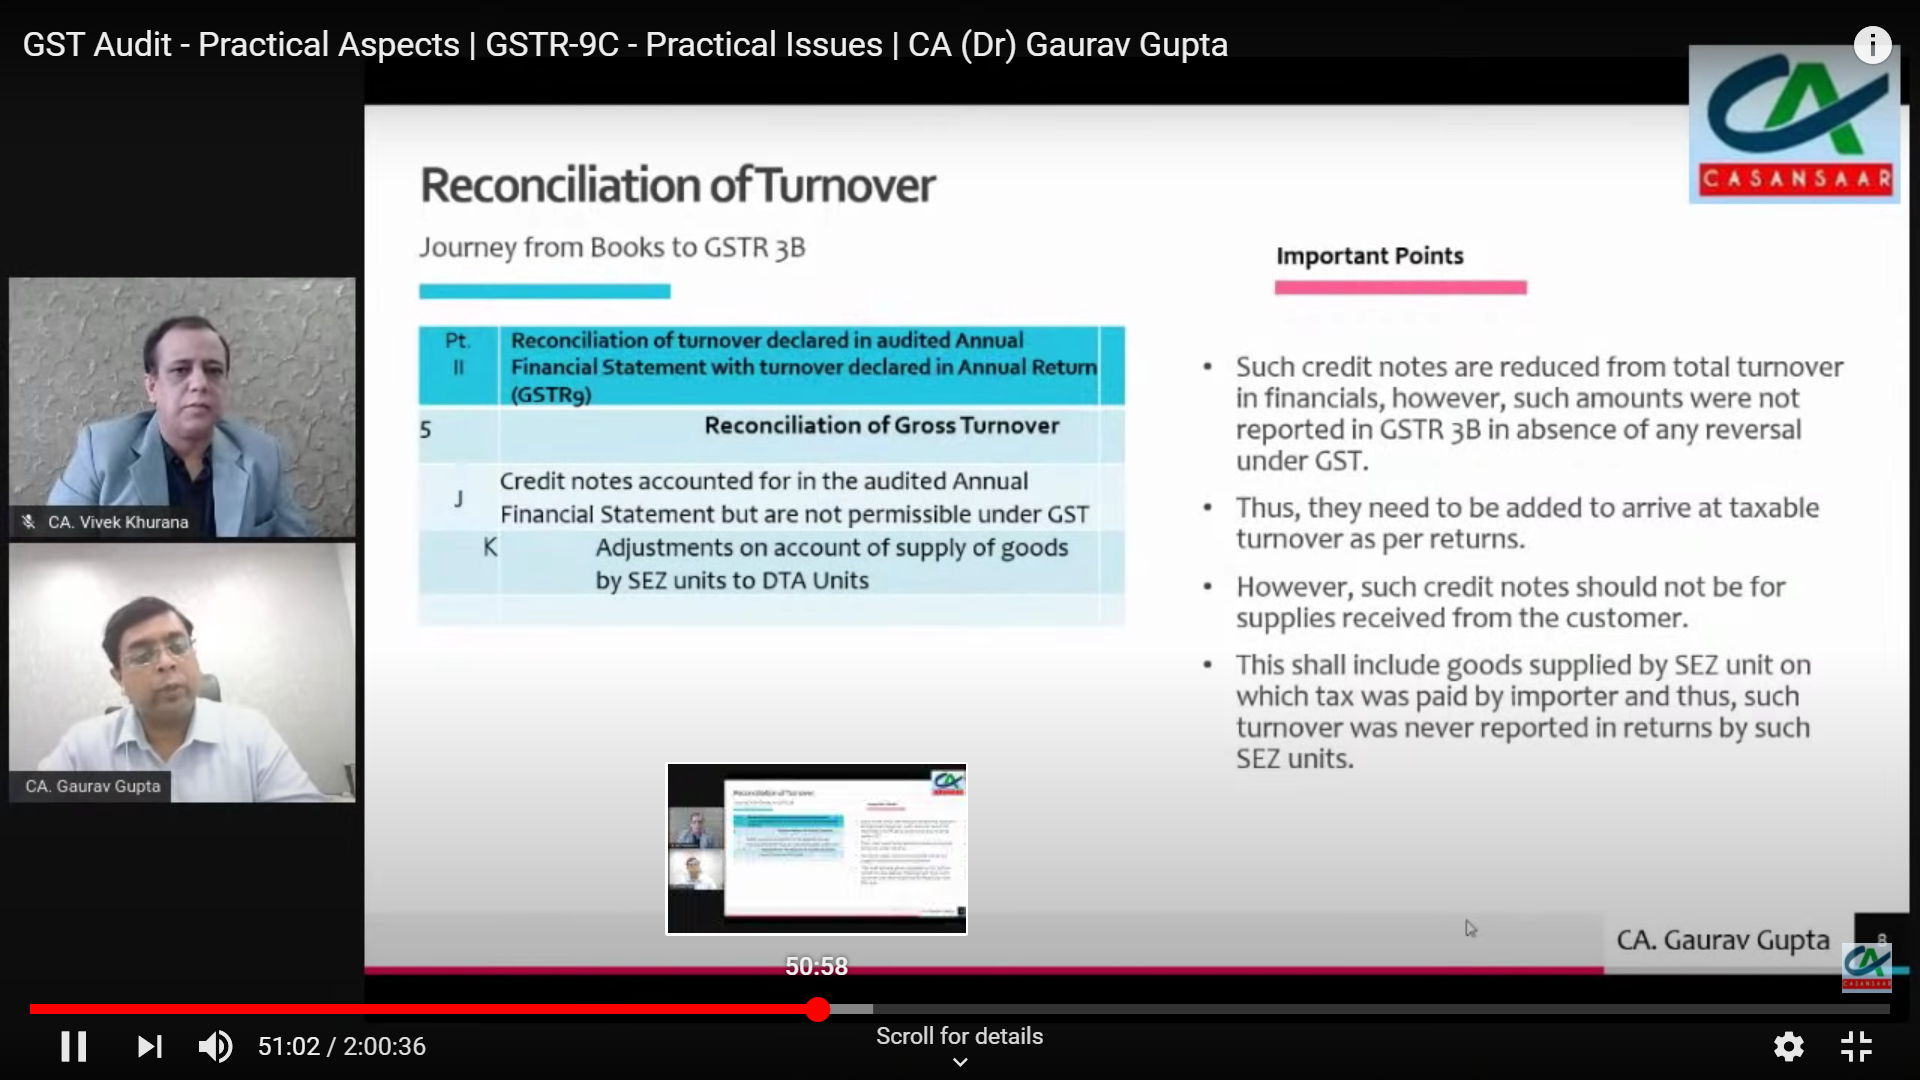 GST Audit - Practical Aspects | GSTR-9C - Practical Issues | CA (Dr) Gaurav Gupta
CASANSAAR
Reconciliation of Turnover
Journey from Books to GSTR 3B
Pt. II
Reconciliation of turnover declared in audited Annual
Financial Statement with turnover declared in Annual Return
(GSTR9)
5 Reconciliation of Gross Turnover
J
Credit notes accounted for in the audited Annual
Financial Statement but are not permissible under GST
K Adjustments on account of supply of goods
by SEZ units to DTA Units
Important Points
• Such credit notes are reduced from total turnover
in financials, however, such amounts were not
reported in GSTR 3B in absence of any reversal
under GST.
• Thus, they need to be added to arrive at taxable
turnover as per returns.
• However, such credit notes should not be for
supplies received from the customer.
• This shall include goods supplied by SEZ unit on
which tax was paid by importer and thus, such
turnover was never reported in returns by such
SEZ units.
CA. Vivek Khurana
CA. Gaurav Gupta
CA. Gaurav Gupta
8
CASANSAAR
50:58
51:02 / 2:00:36
Scroll for details